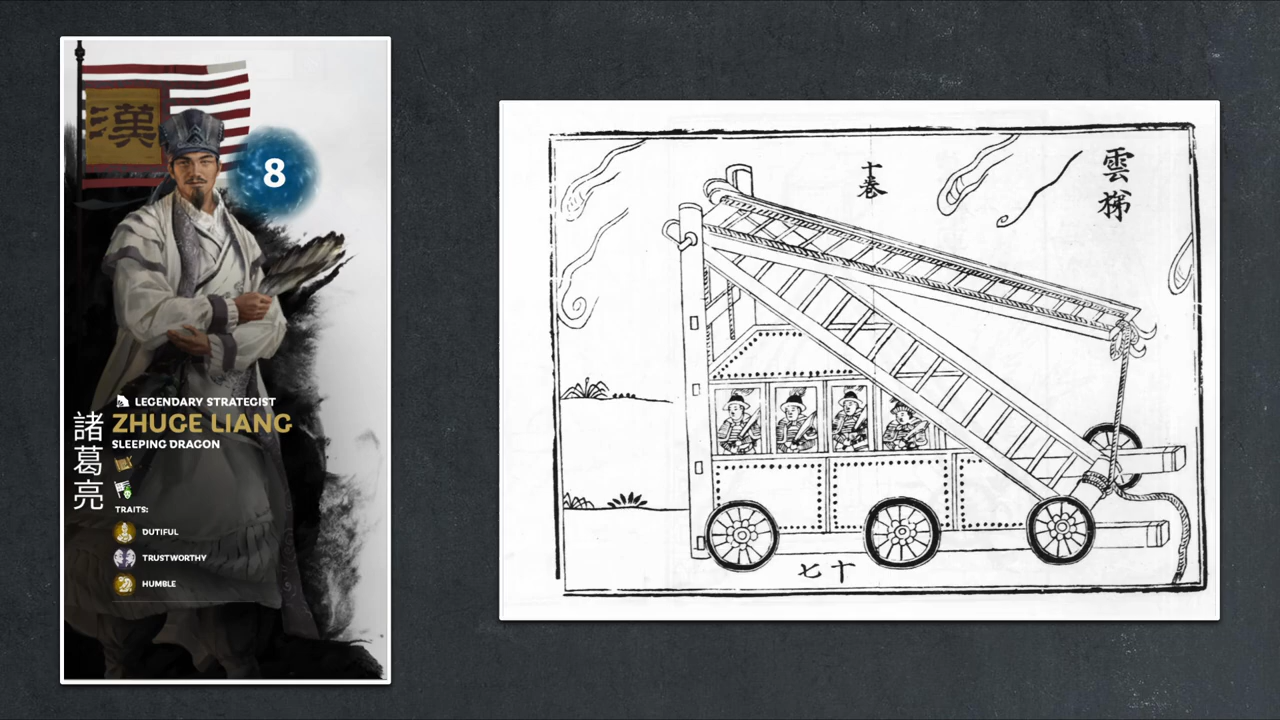 漢
8
LEGENDARY STRATEGIST
ZHUGE LIANG
SLEEPING DRAGON
諸葛亮
TRAITS:
DUTIFUL
TRUSTWORTHY
HUMBLE
雲梯
十卷
七十